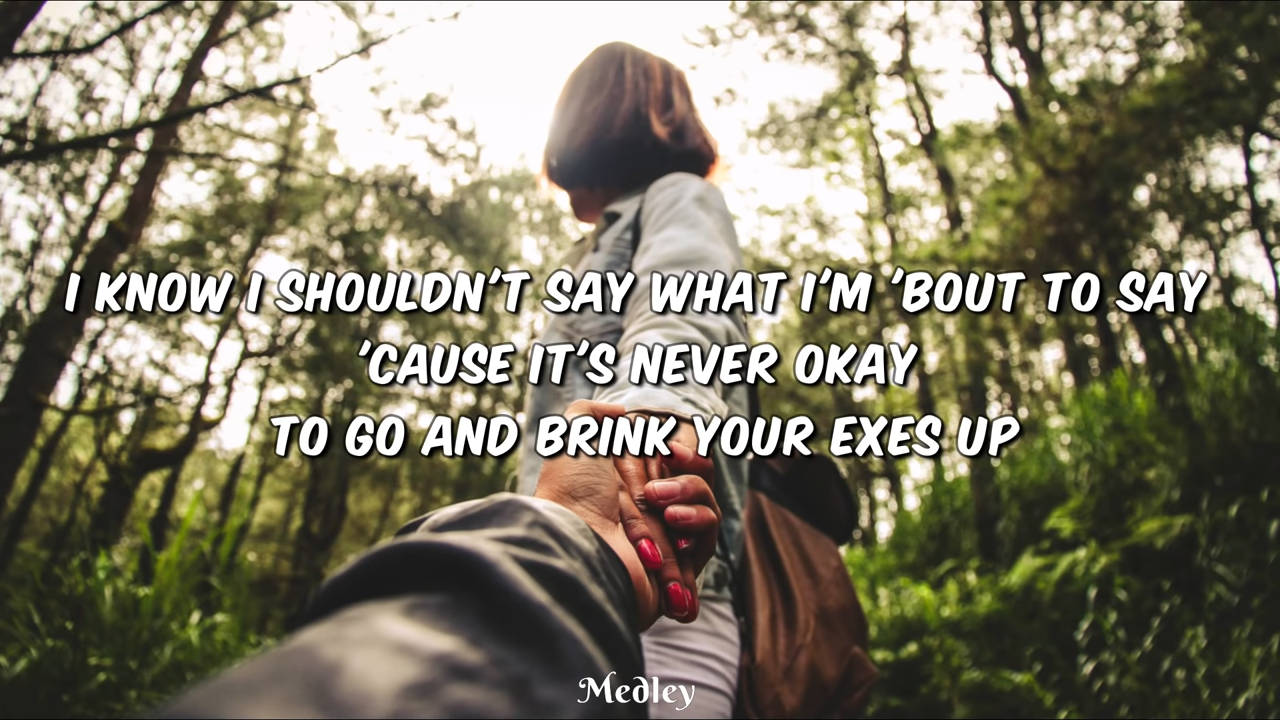 I KNOW I SHOULDN'T SAY WHAT I'M 'BOUT TO SAY
'CAUSE IT'S NEVER OKAY
TO GO AND BRINK YOUR EXES UP
Medley